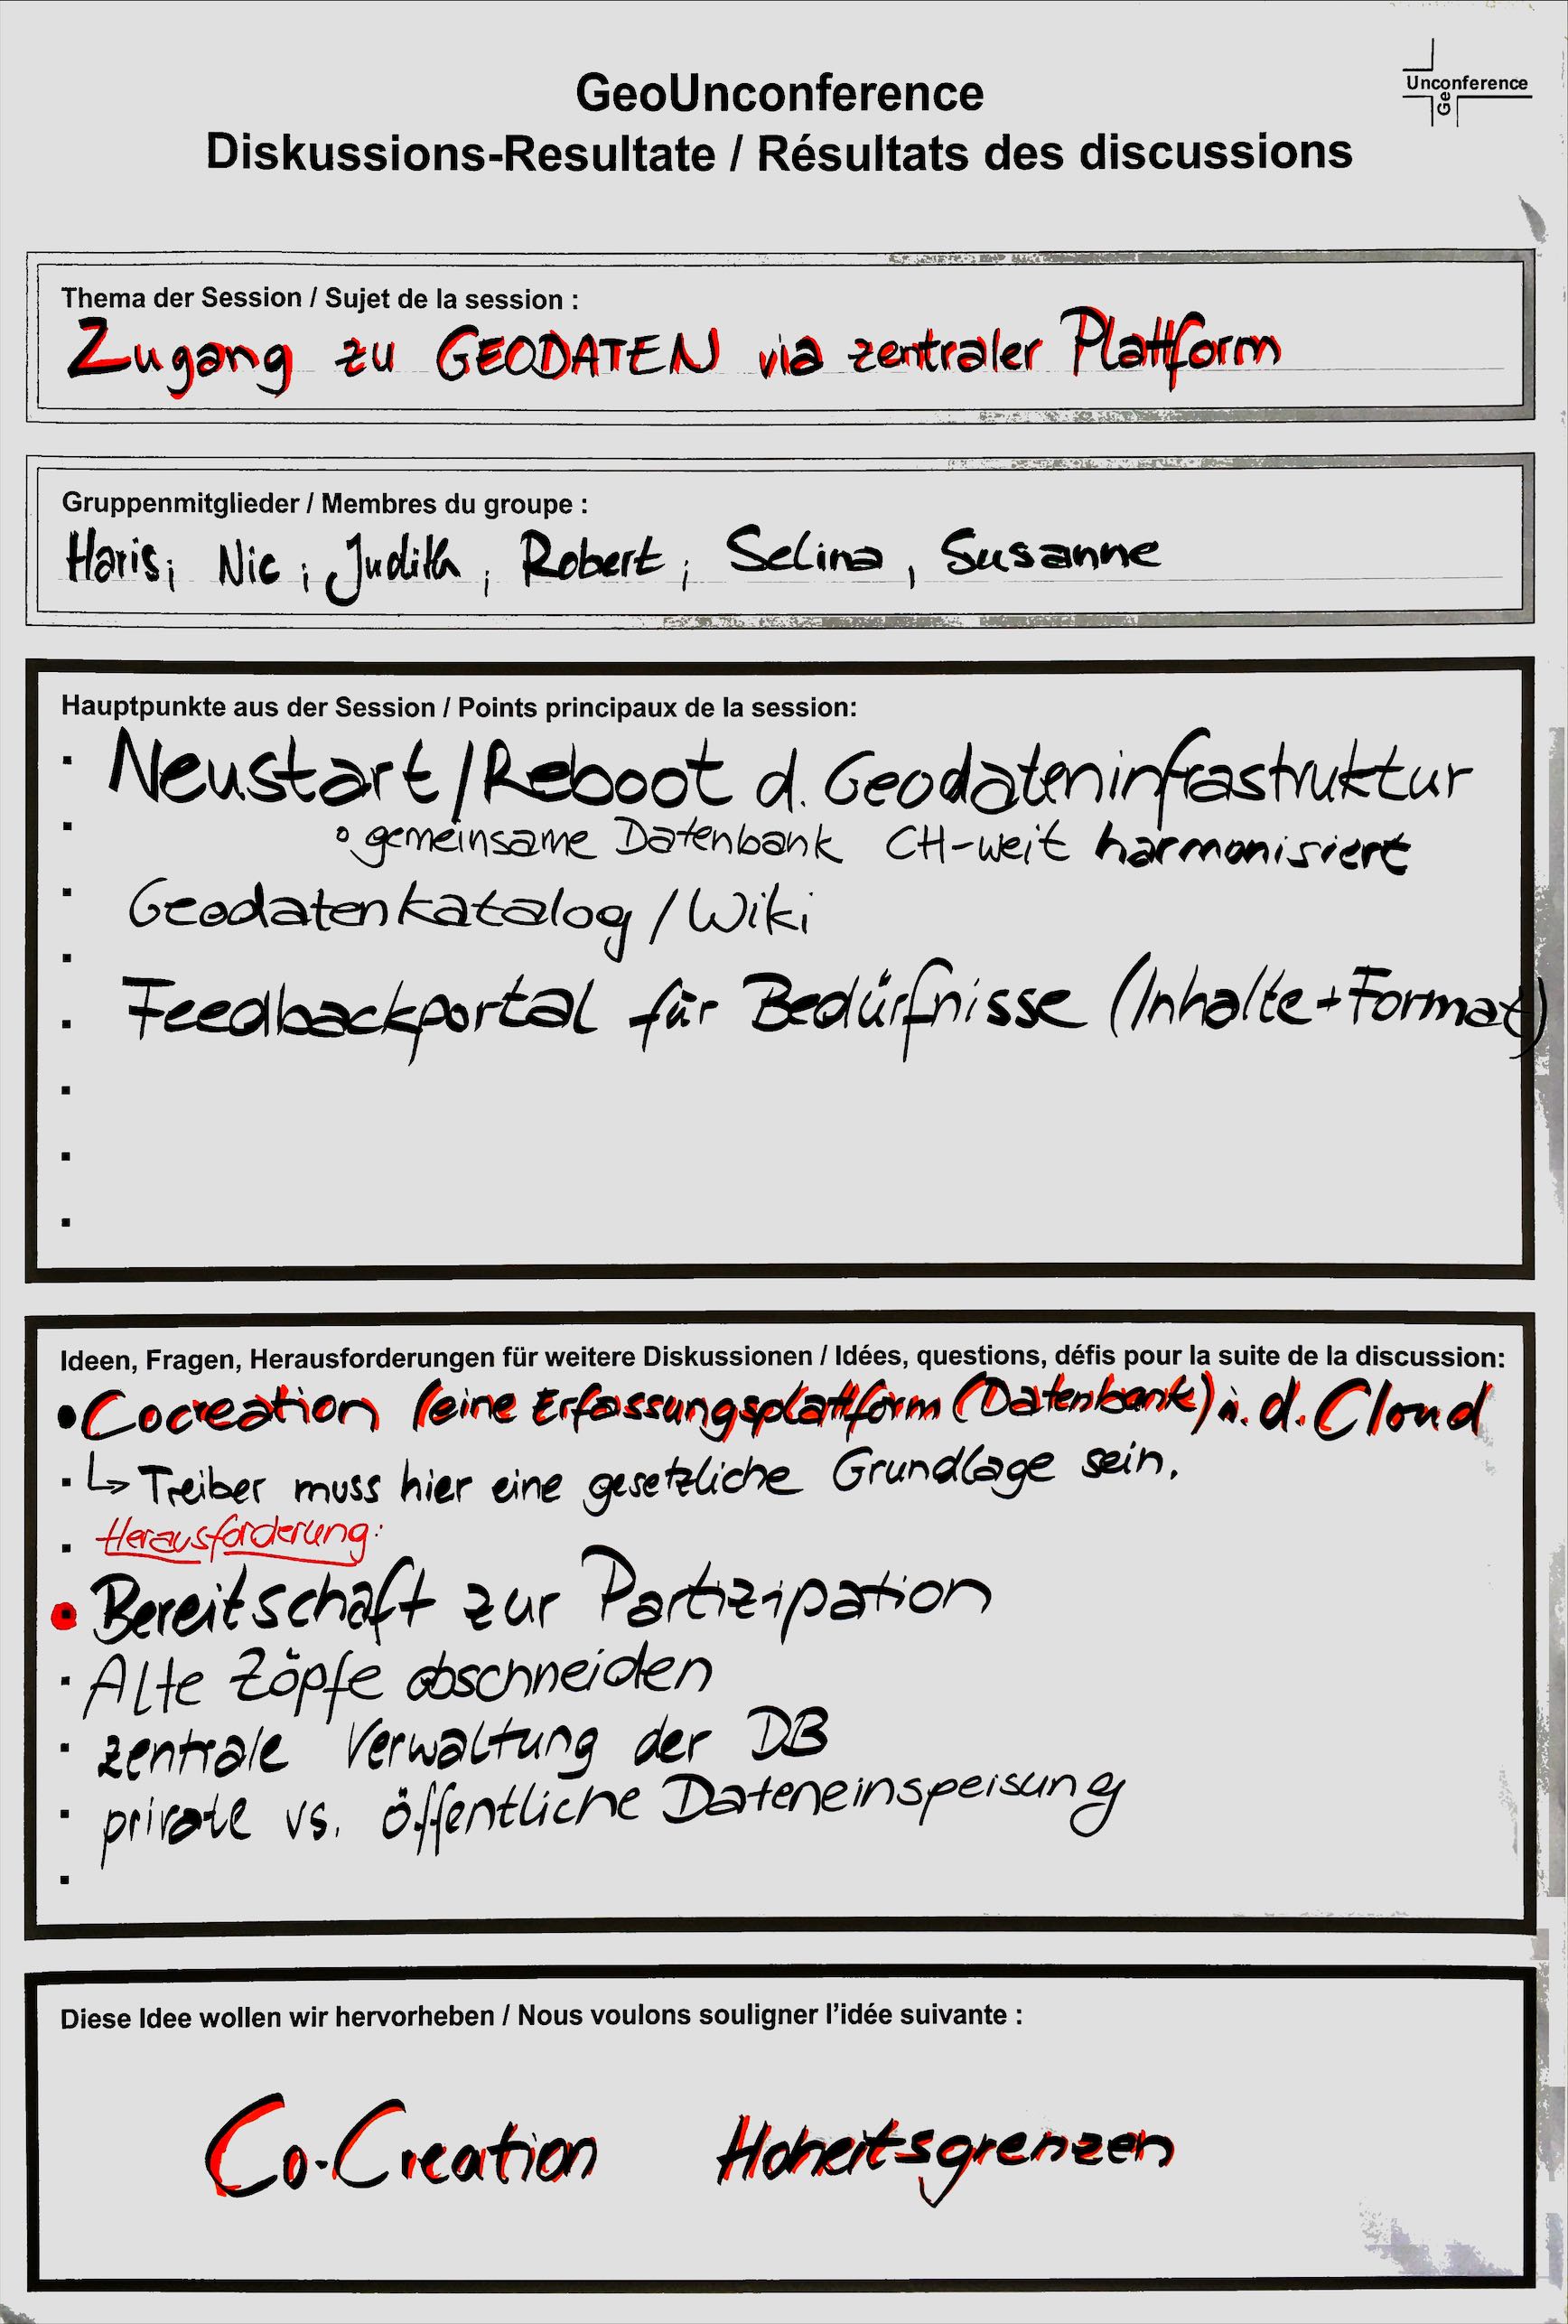 GeoUnconference
Diskussions-Resultate / Résultats des discussions
Unconference
Ge
Thema der Session / Sujet de la session :
Zugang zu GEODATEN via zentraler Plattform
Gruppenmitglieder / Membres du groupe :
Haris; Nic; Judith; Robert; Selina, Susanne
Hauptpunkte aus der Session / Points principaux de la session:
Neustart/Reboot d. Geodateninfrastruktur
gemeinsame Datenbank CH-weit harmonisiert
Geodatenkatalog/Wiki
Feedbackportal für Bedürfnisse (Inhalte+Format)
Ideen, Fragen, Herausforderungen für weitere Diskussionen / Idées, questions, défis pour la suite de la discussion:
• Cocreation (eine Erfassungsplattform (Datenbank) i. d. Cloud
↳ Treiber muss hier eine gesetzliche Grundlage sein.
Herausforderung:
• Bereitschaft zur Partizipation
Alte Zöpfe abschneiden
zentrale Verwaltung der DB
private vs. öffentliche Dateneinspeisung
Diese Idee wollen wir hervorheben / Nous voulons souligner l'idée suivante :
Co-Creation Hoheitsgrenzen